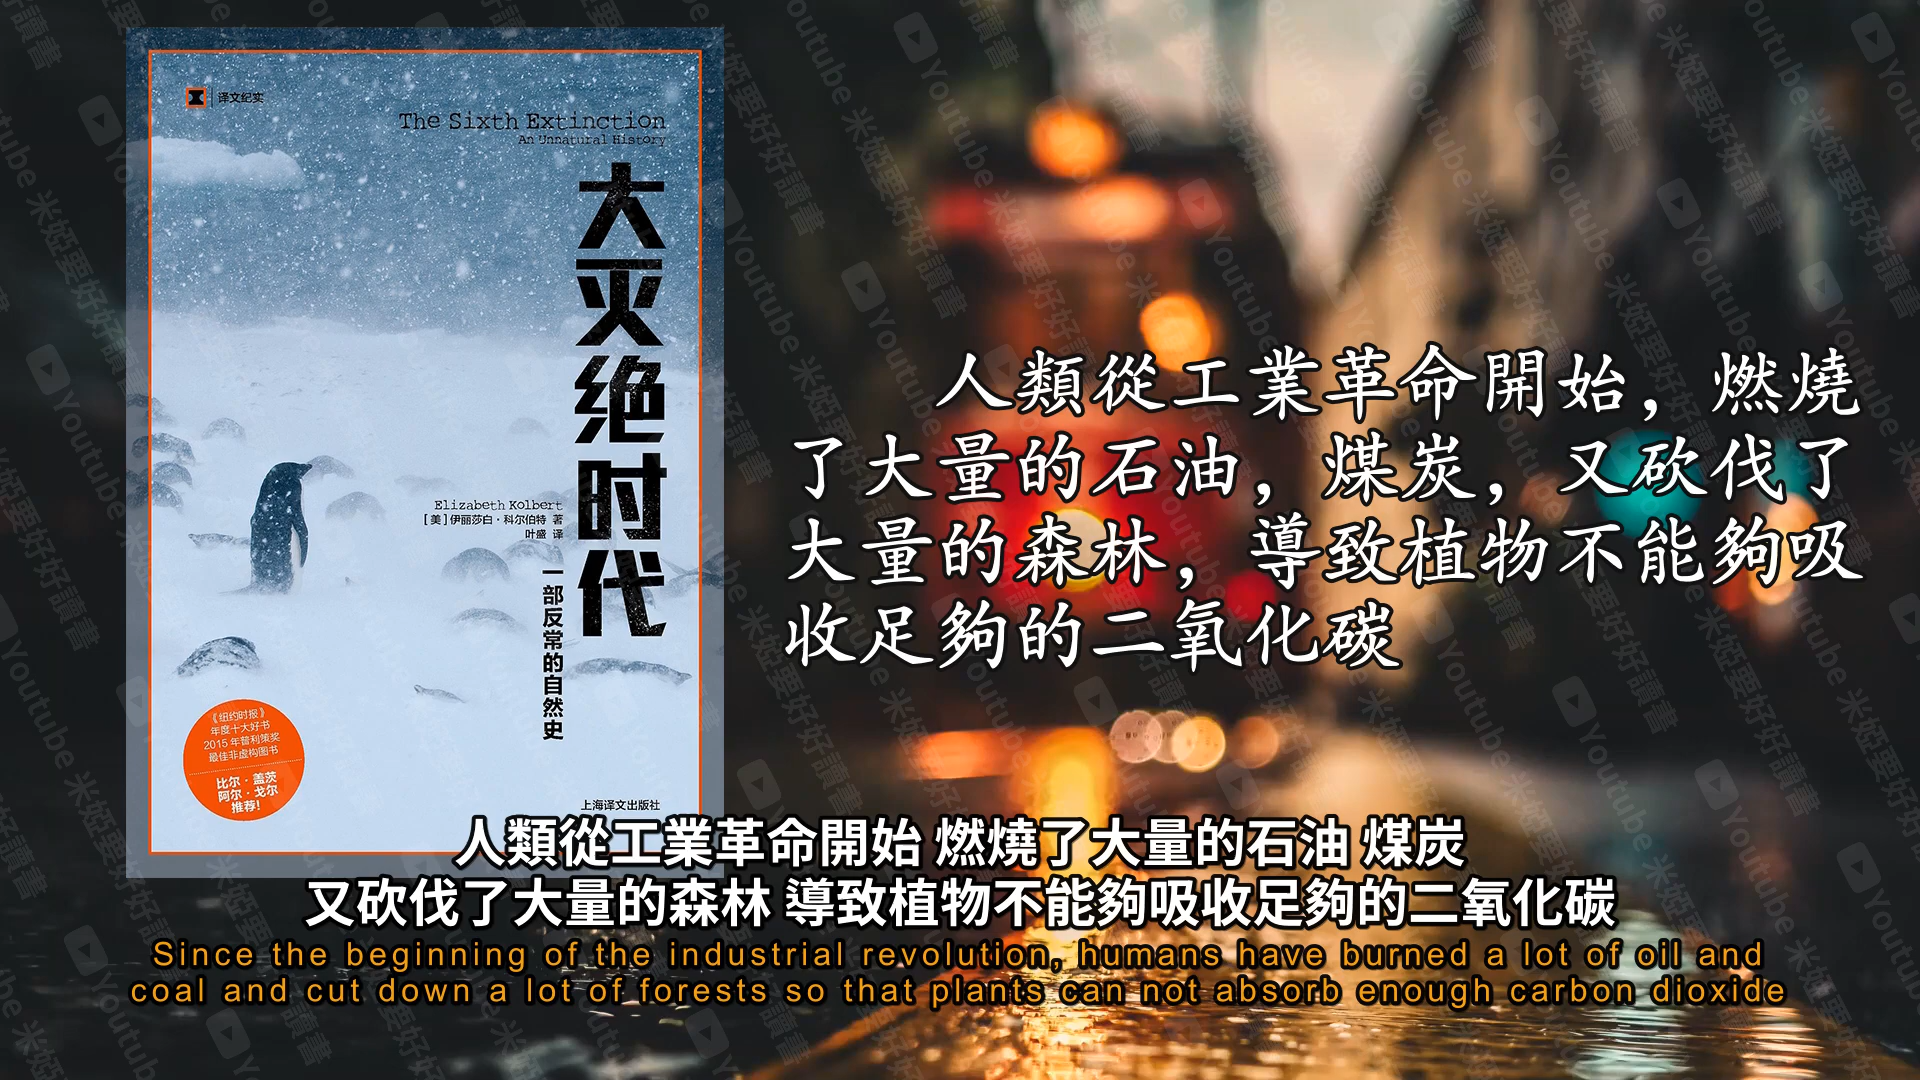 译文纪实
The Sixth Extinction
An Unnatural History
大灭绝时代
Elizabeth Kolbert
[美]伊丽莎白·科尔伯特 著
叶盛 译
一部反常的自然史
《纽约时报》
年度十大好书
2015年普利策奖
最佳非虚构图书
比尔·盖茨
阿尔·戈尔
推荐!
上海译文出版社
人類從工業革命開始，燃燒
了大量的石油，煤炭，又砍伐了
大量的森林，導致植物不能夠吸
收足夠的二氧化碳
人類從工業革命開始 燃燒了大量的石油 煤炭
又砍伐了大量的森林 導致植物不能夠吸收足夠的二氧化碳
Since the beginning of the industrial revolution, humans have burned a lot of oil and
coal and cut down a lot of forests so that plants can not absorb enough carbon dioxide
Youtube 米婭要好好讀書